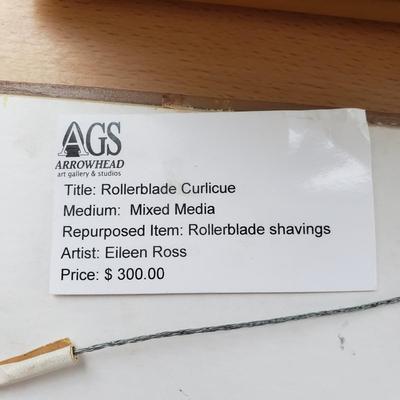 AGS
ARROWHEAD
art gallery & studios
Title: Rollerblade Curlicue
Medium: Mixed Media
Repurposed Item: Rollerblade shavings
Artist: Eileen Ross
Price: $ 300.00